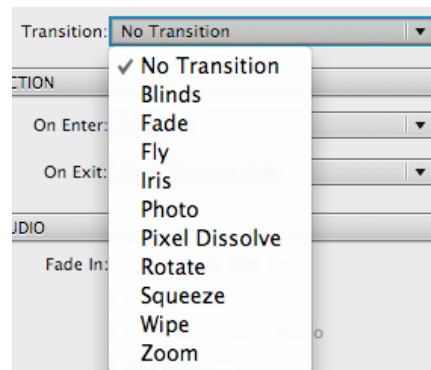 Transition: No Transition
✓ No Transition
CTION
Blinds
On Enter:
Fade
Fly
On Exit:
Iris
Photo
UDIO
Pixel Dissolve
Fade In:
Rotate
Squeeze
Wipe
o
Zoom